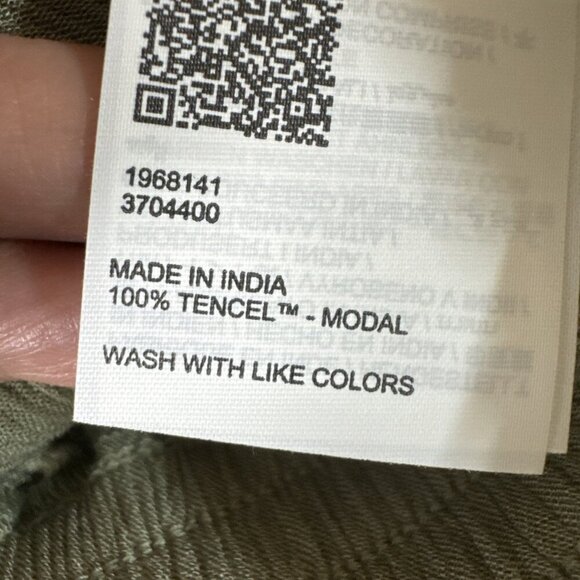 1968141
3704400
MADE IN INDIA
100% TENCEL™ - MODAL
WASH WITH LIKE COLORS